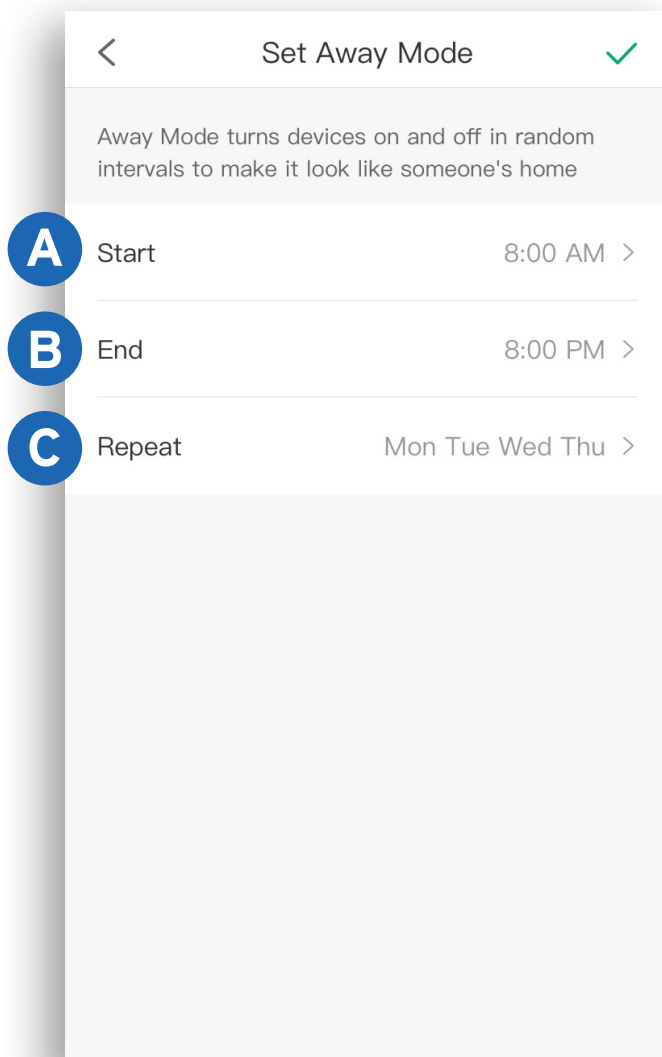 Set Away Mode
Away Mode turns devices on and off in random
intervals to make it look like someone's home
A Start 8:00 AM
B End 8:00 PM
C Repeat Mon Tue Wed Thu